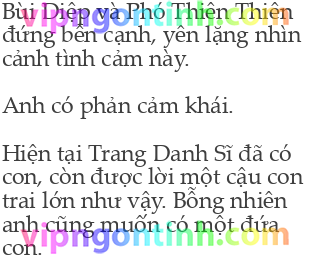 Bùi Diệp và Phó Thiên Thiên
đứng bên cạnh, yên lặng nhìn
cảnh tình cảm này.
Anh có phản cảm khái.
Hiện tại Trang Danh Sĩ đã có
con, còn được lời một cậu con
trai lớn như vậy. Bỗng nhiên
anh cũng muốn có một đứa
con.
vipngontinh.com
vipngontinh.com